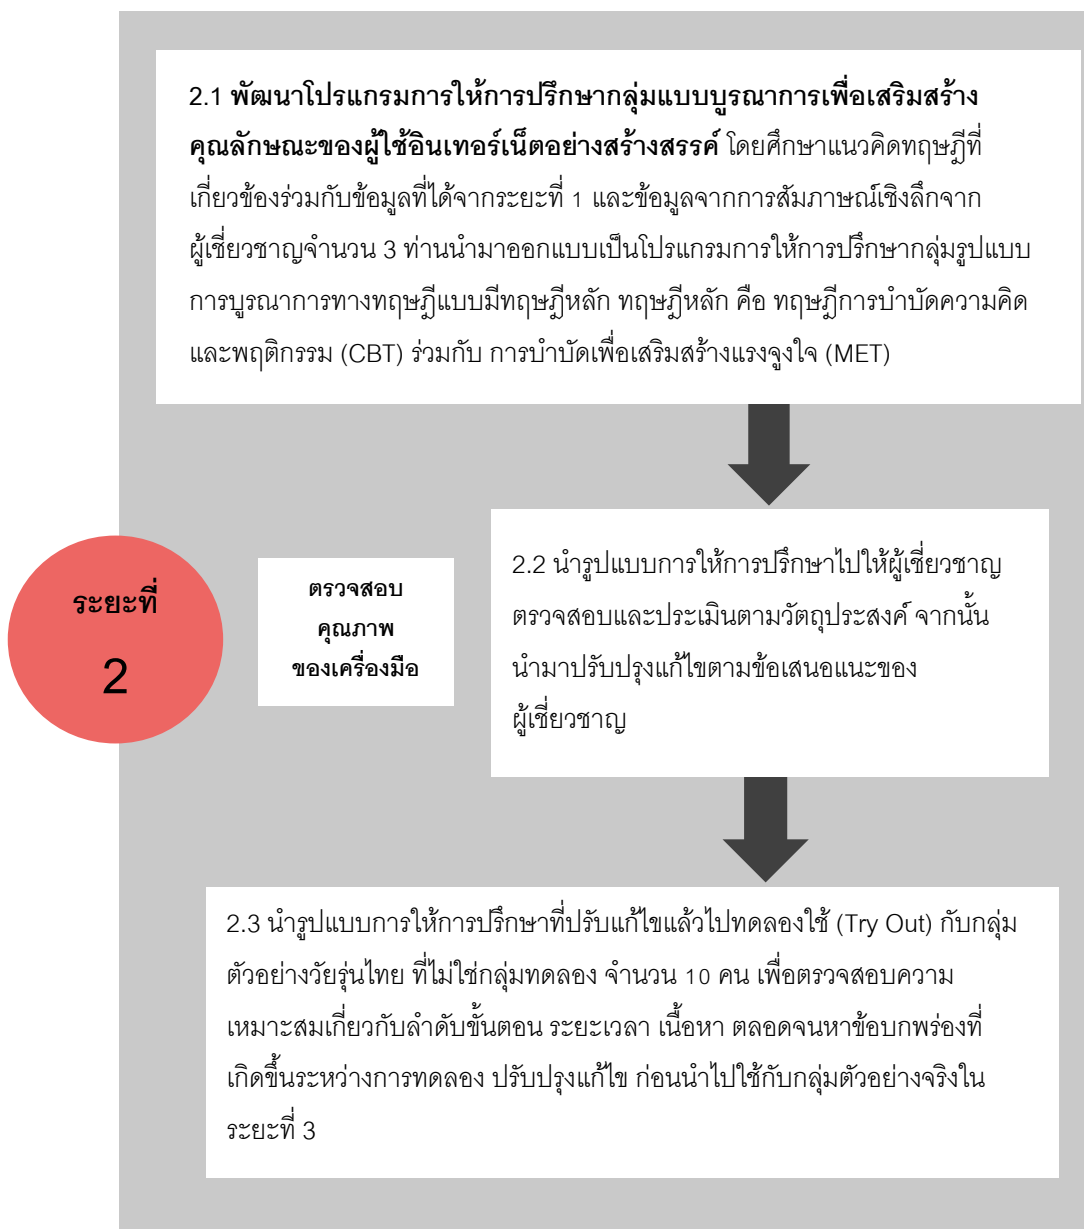 2.1 พัฒนาโปรแกรมการให้การปรึกษากลุ่มแบบบูรณาการเพื่อเสริมสร้าง
คุณลักษณะของผู้ใช้อินเทอร์เน็ตอย่างสร้างสรรค์ โดยศึกษาแนวคิดทฤษฎีที่
เกี่ยวข้องร่วมกับข้อมูลที่ได้จากระยะที่ 1 และข้อมูลจากการสัมภาษณ์เชิงลึกจาก
ผู้เชี่ยวชาญจำนวน 3 ท่านนำมาออกแบบเป็นโปรแกรมการให้การปรึกษากลุ่มรูปแบบ
การบูรณาการทางทฤษฎีแบบมีทฤษฎีหลัก ทฤษฎีหลัก คือ ทฤษฎีการบำบัดความคิด
และพฤติกรรม (CBT) ร่วมกับ การบำบัดเพื่อเสริมสร้างแรงจูงใจ (MET)
ระยะที่
2
ตรวจสอบ
คุณภาพ
ของเครื่องมือ
2.2 นำรูปแบบการให้การปรึกษาไปให้ผู้เชี่ยวชาญ
ตรวจสอบและประเมินตามวัตถุประสงค์ จากนั้น
นำมาปรับปรุงแก้ไขตามข้อเสนอแนะของ
ผู้เชี่ยวชาญ
2.3 นำรูปแบบการให้การปรึกษาที่ปรับแก้ไขแล้วไปทดลองใช้ (Try Out) กับกลุ่ม
ตัวอย่างวัยรุ่นไทย ที่ไม่ใช่กลุ่มทดลอง จำนวน 10 คน เพื่อตรวจสอบความ
เหมาะสมเกี่ยวกับลำดับขั้นตอน ระยะเวลา เนื้อหา ตลอดจนหาข้อบกพร่องที่
เกิดขึ้นระหว่างการทดลอง ปรับปรุงแก้ไข ก่อนนำไปใช้กับกลุ่มตัวอย่างจริงใน
ระยะที่ 3